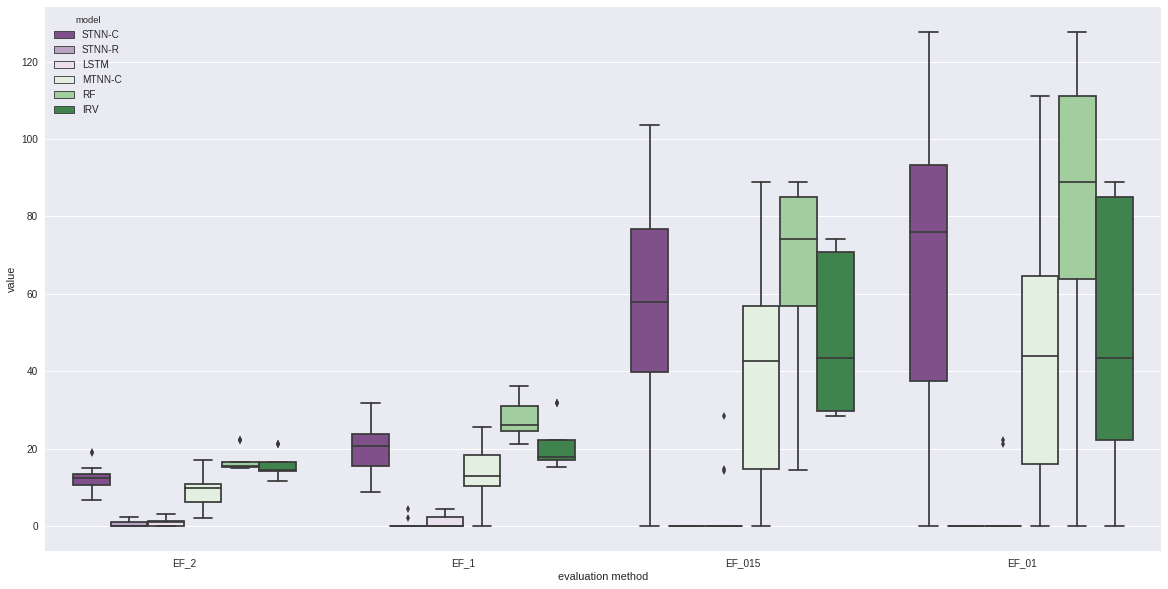 model
STNN-C
STNN-R
LSTM
MTNN-C
RF
IRV
value
120
100
80
60
40
20
0
EF_2 EF_1 EF_015 EF_01
evaluation method